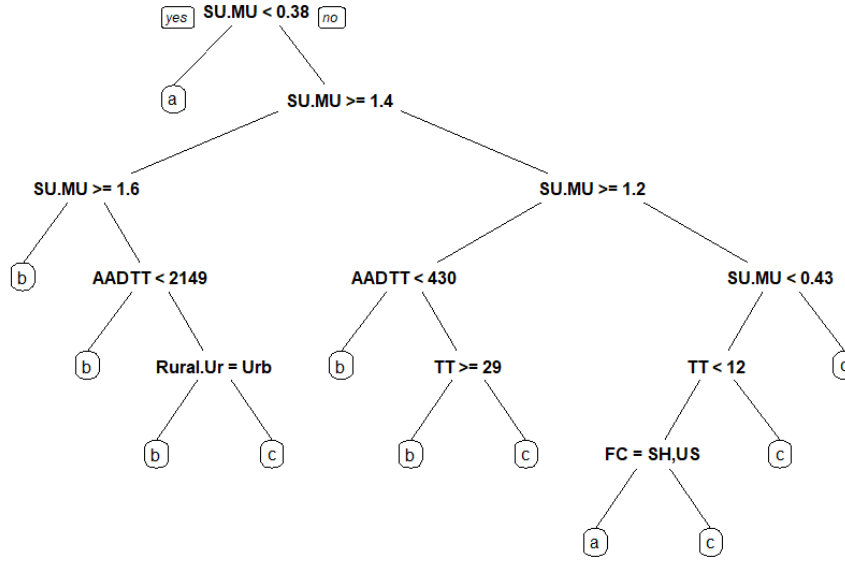 yes SU.MU < 0.38 no
a
SU.MU >= 1.4
SU.MU >= 1.6 SU.MU >= 1.2
b AADTT < 2149 AADTT < 430 SU.MU < 0.43
b Rural.Ur = Urb b TT >= 29 TT < 12
b c b c FC = SH,US c
a c